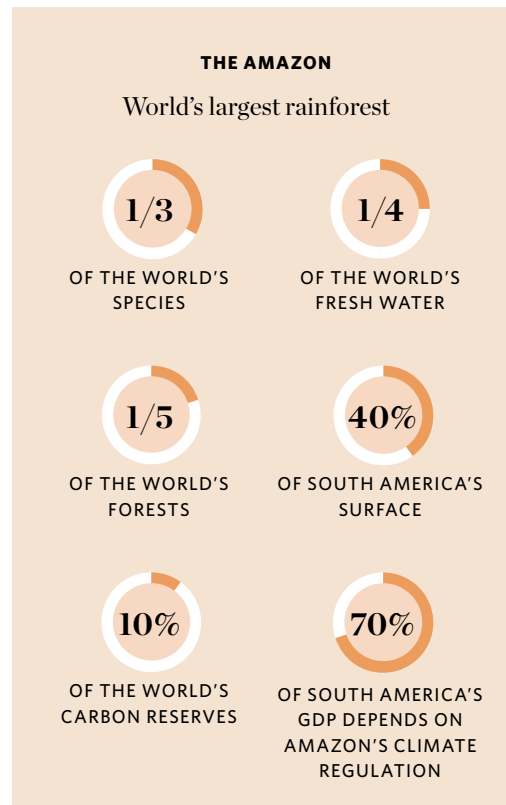 THE AMAZON
World's largest rainforest
1/3
OF THE WORLD'S
SPECIES
1/4
OF THE WORLD'S
FRESH WATER
1/5
OF THE WORLD'S
FORESTS
40%
OF SOUTH AMERICA'S
SURFACE
10%
OF THE WORLD'S
CARBON RESERVES
70%
OF SOUTH AMERICA'S
GDP DEPENDS ON
AMAZON'S CLIMATE
REGULATION